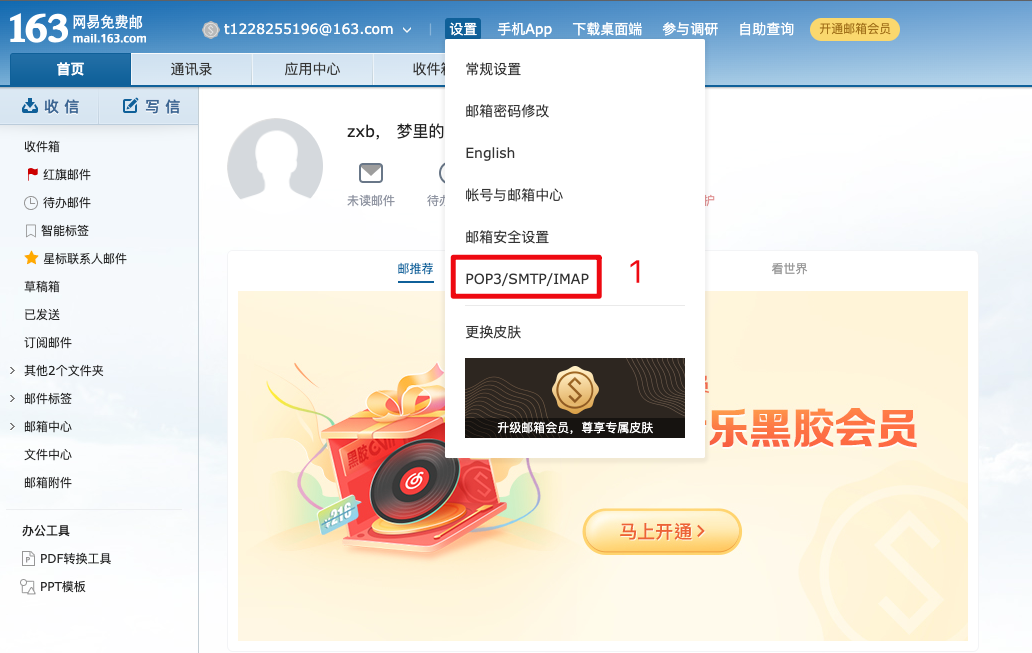 163 网易免费邮
mail.163.com
t1228255196@163.com
设置 手机App 下载桌面端 参与调研 自助查询 开通邮箱会员
首页 通讯录 应用中心 收件
收信 写信
收件箱
红旗邮件
待办邮件
智能标签
星标联系人邮件
草稿箱
已发送
订阅邮件
其他2个文件夹
邮件标签
邮箱中心
文件中心
邮箱附件
办公工具
PDF转换工具
PPT模板
zxb， 梦里的
未读邮件 待办
护
常规设置
邮箱密码修改
English
帐号与邮箱中心
邮箱安全设置
POP3/SMTP/IMAP 1
更换皮肤
升级邮箱会员，尊享专属皮肤
邮推荐 看世界
乐黑胶会员
黑胶
马上开通